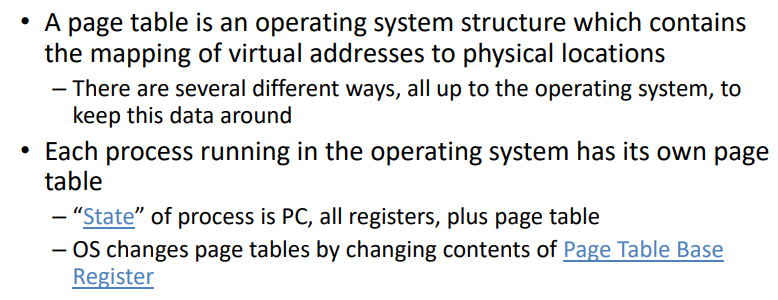 • A page table is an operating system structure which contains
the mapping of virtual addresses to physical locations
– There are several different ways, all up to the operating system, to
keep this data around
• Each process running in the operating system has its own page
table
– “State” of process is PC, all registers, plus page table
– OS changes page tables by changing contents of Page Table Base
Register